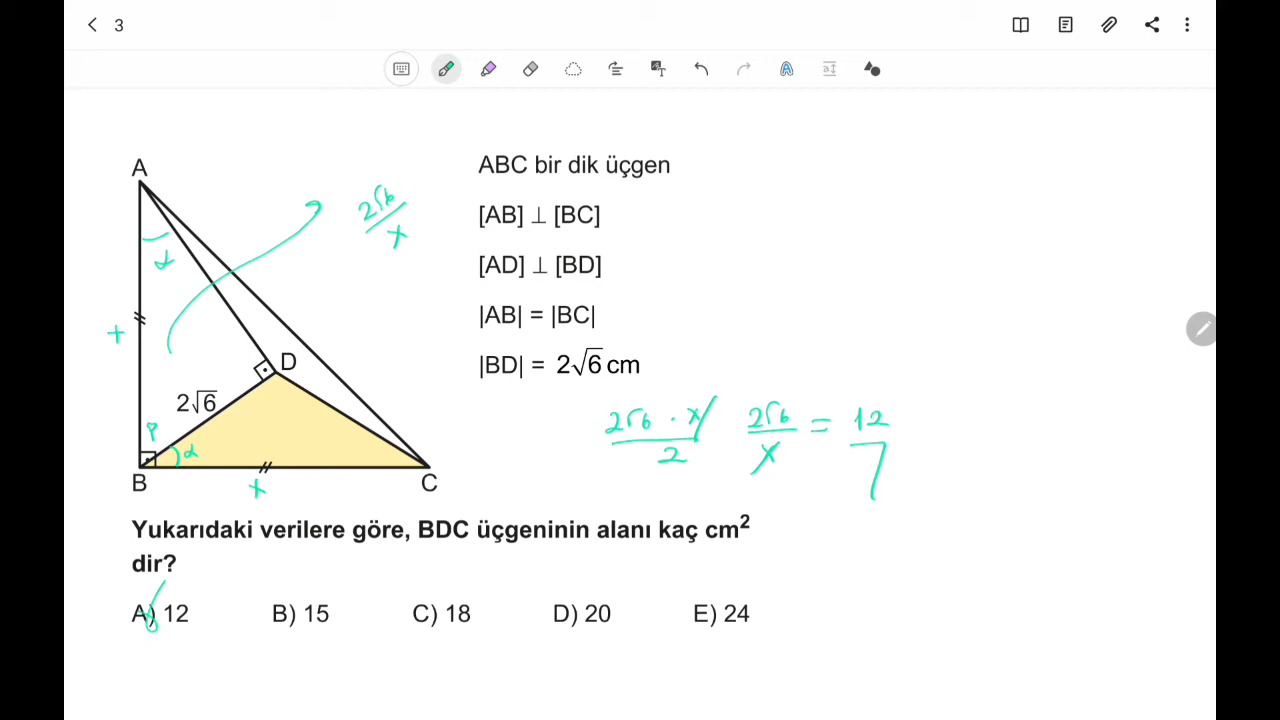 3
A
ABC bir dik üçgen
2√6/x
[AB] ⊥ [BC]
α
[AD] ⊥ [BD]
x
|AB| = |BC|
D
|BD| = 2√6 cm
2√6
β
α
2√6 · x/2 2√6/x = 12
B
x
C
Yukarıdaki verilere göre, BDC üçgeninin alanı kaç cm²
dir?
A) 12 B) 15 C) 18 D) 20 E) 24